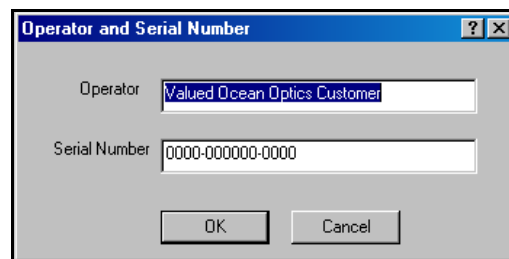 Operator and Serial Number
Operator Valued Ocean Optics Customer
Serial Number 0000-000000-0000
OK Cancel